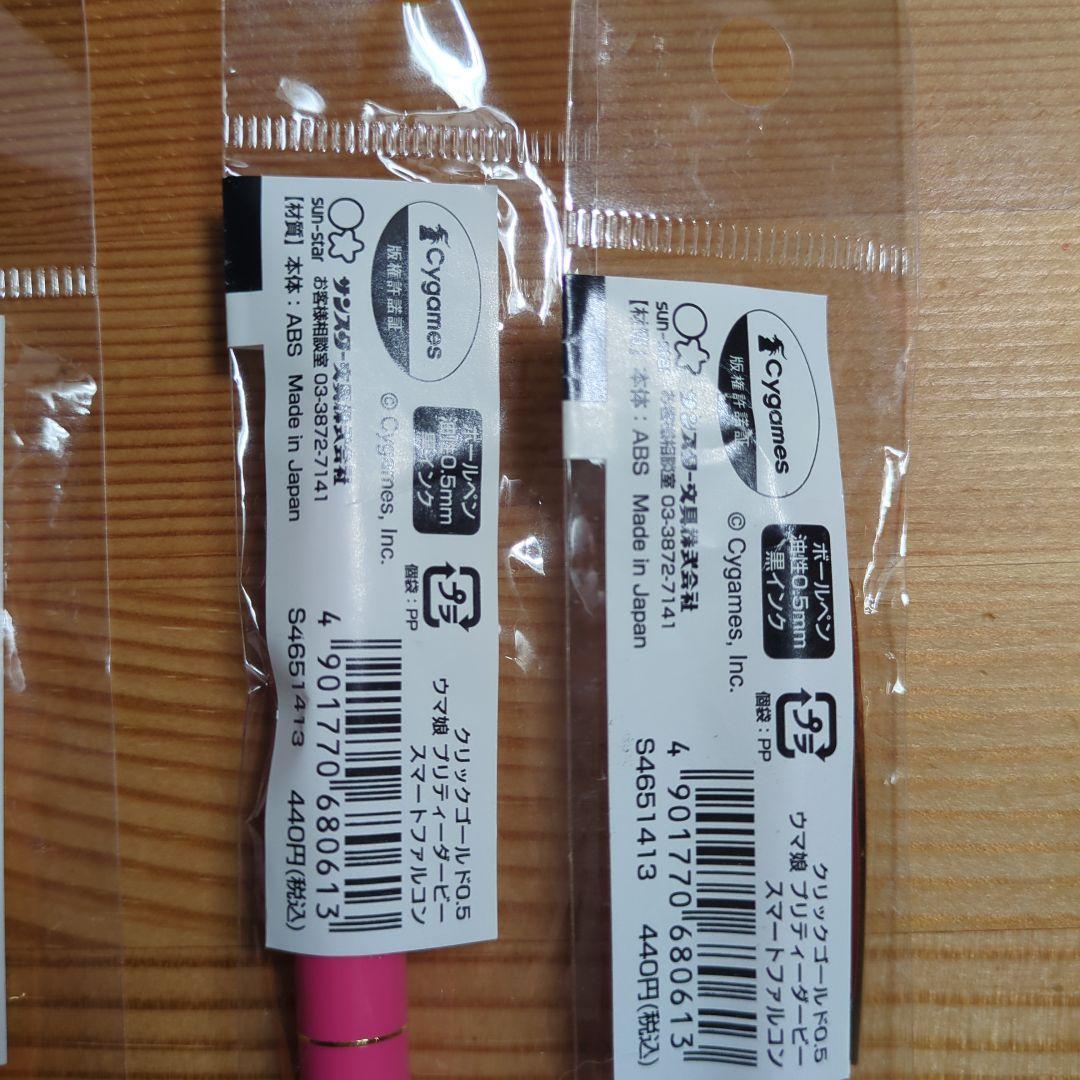 クリックゴールド0.5
ウマ娘 プリティーダービー
スマートファルコン
4 901770 680613
S4651413 440円(税込)
ボールペン
油性0.5mm
黒インク
プラ
個袋:PP
Cygames
版権許諾証
© Cygames, Inc.
sun-star サンスター文具株式会社
お客様相談室 03-3872-7141
【材質】本体:ABS Made in Japan
クリックゴールド0.5
ウマ娘 プリティーダービー
スマートファルコン
4 901770 680613
S4651413 440円(税込)
ボールペン
油性0.5mm
黒インク
プラ
個袋:PP
Cygames
版権許諾証
© Cygames, Inc.
sun-star サンスター文具株式会社
お客様相談室 03-3872-7141
【材質】本体:ABS Made in Japan